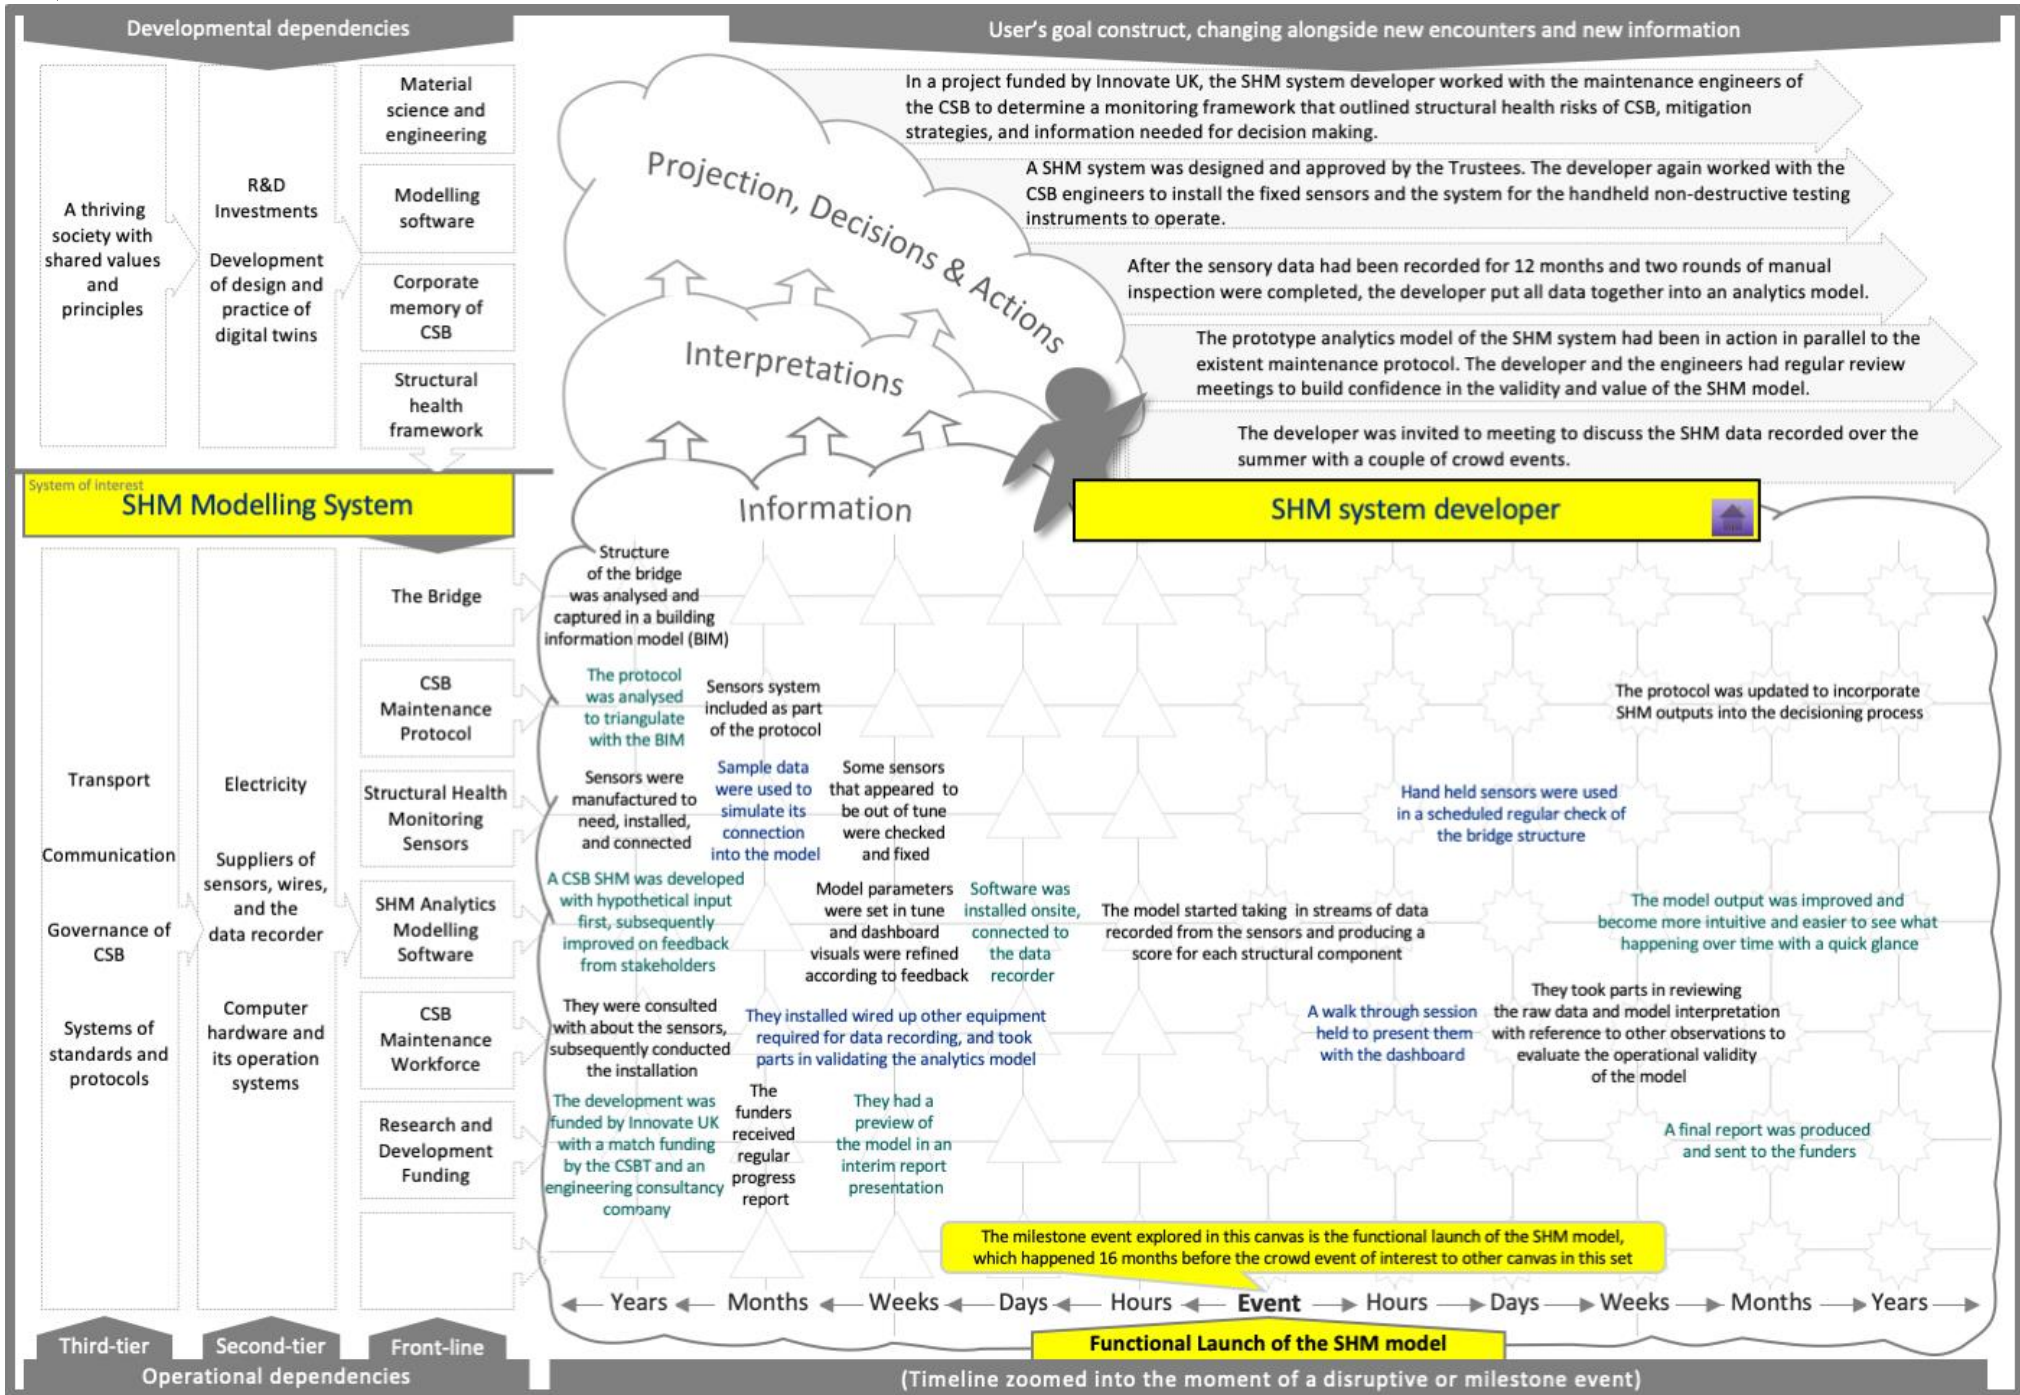 Developmental dependencies
User's goal construct, changing alongside new encounters and new information
A thriving
society with
shared values
and
principles
R&D
Investments
Development
of design and
practice of
digital twins
Material
science and
engineering
Modelling
software
Corporate
memory of
CSB
Structural
health
framework
Projection, Decisions & Actions
Interpretations
Information
In a project funded by Innovate UK, the SHM system developer worked with the maintenance engineers of
the CSB to determine a monitoring framework that outlined structural health risks of CSB, mitigation
strategies, and information needed for decision making.
A SHM system was designed and approved by the Trustees. The developer again worked with the
CSB engineers to install the fixed sensors and the system for the handheld non-destructive testing
instruments to operate.
After the sensory data had been recorded for 12 months and two rounds of manual
inspection were completed, the developer put all data together into an analytics model.
The prototype analytics model of the SHM system had been in action in parallel to the
existent maintenance protocol. The developer and the engineers had regular review
meetings to build confidence in the validity and value of the SHM model.
The developer was invited to meeting to discuss the SHM data recorded over the
summer with a couple of crowd events.
System of interest
SHM Modelling System
SHM system developer
Transport
Communication
Governance of
CSB
Systems of
standards and
protocols
Electricity
Suppliers of
sensors, wires,
and the
data recorder
Computer
hardware and
its operation
systems
The Bridge
Structure
of the bridge
was analysed and
captured in a building
information model (BIM)
CSB
Maintenance
Protocol
The protocol
was analysed
to triangulate
with the BIM
Sensors system
included as part
of the protocol
The protocol was updated to incorporate
SHM outputs into the decisioning process
Structural Health
Monitoring
Sensors
Sensors were
manufactured to
need, installed,
and connected
Sample data
were used to
simulate its
connection
into the model
Some sensors
that appeared to
be out of tune
were checked
and fixed
Hand held sensors were used
in a scheduled regular check of
the bridge structure
SHM Analytics
Modelling
Software
A CSB SHM was developed
with hypothetical input
first, subsequently
improved on feedback
from stakeholders
Model parameters
were set in tune
and dashboard
visuals were refined
according to feedback
Software was
installed onsite,
connected to
the data
recorder
The model started taking in streams of data
recorded from the sensors and producing a
score for each structural component
The model output was improved and
become more intuitive and easier to see what
happening over time with a quick glance
CSB
Maintenance
Workforce
They were consulted
with about the sensors,
subsequently conducted
the installation
They installed wired up other equipment
required for data recording, and took
parts in validating the analytics model
A walk through session
held to present them
with the dashboard
They took parts in reviewing
the raw data and model interpretation
with reference to other observations to
evaluate the operational validity
of the model
Research and
Development
Funding
The development was
funded by Innovate UK
with a match funding
by the CSBT and an
engineering consultancy
company
The
funders
received
regular
progress
report
They had a
preview of
the model in an
interim report
presentation
A final report was produced
and sent to the funders
The milestone event explored in this canvas is the functional launch of the SHM model,
which happened 16 months before the crowd event of interest to other canvas in this set
Years Months Weeks Days Hours Event Hours Days Weeks Months Years
Functional Launch of the SHM model
Third-tier
Second-tier
Front-line
Operational dependencies
(Timeline zoomed into the moment of a disruptive or milestone event)